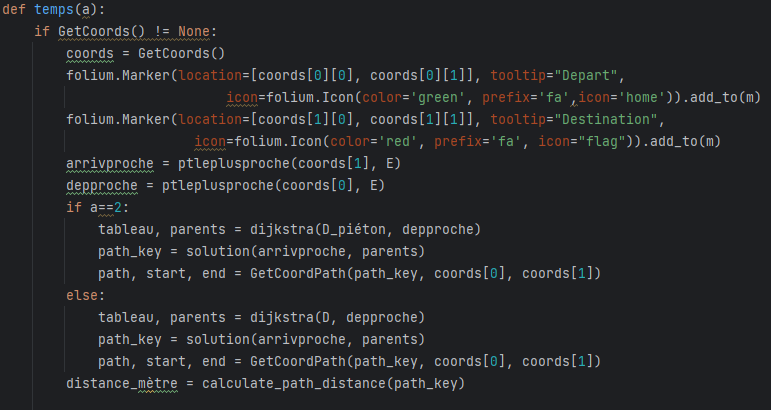 def temps(a):
    if GetCoords() != None:
        coords = GetCoords()
        folium.Marker(location=[coords[0][0], coords[0][1]], tooltip="Depart",
                            icon=folium.Icon(color='green', prefix='fa',icon='home')).add_to(m)
        folium.Marker(location=[coords[1][0], coords[1][1]], tooltip="Destination",
                        icon=folium.Icon(color='red', prefix='fa', icon="flag")).add_to(m)
        arrivproche = ptleplusproche(coords[1], E)
        depproche = ptleplusproche(coords[0], E)
        if a==2:
            tableau, parents = dijkstra(D_piéton, depproche)
            path_key = solution(arrivproche, parents)
            path, start, end = GetCoordPath(path_key, coords[0], coords[1])
        else:
            tableau, parents = dijkstra(D, depproche)
            path_key = solution(arrivproche, parents)
            path, start, end = GetCoordPath(path_key, coords[0], coords[1])
        distance_mètre = calculate_path_distance(path_key)